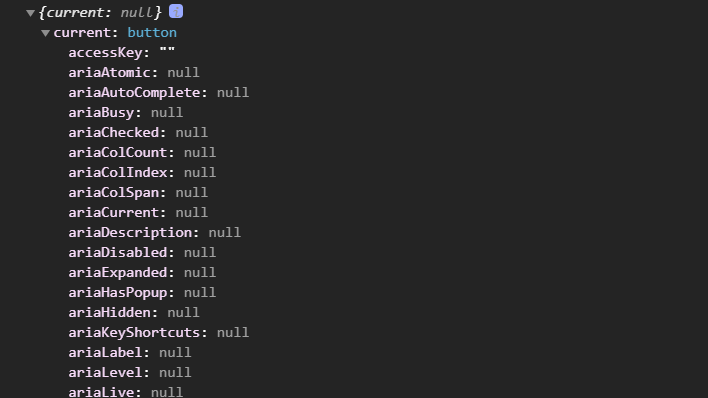 {current: null} i
current: button
accessKey: ""
ariaAtomic: null
ariaAutoComplete: null
ariaBusy: null
ariaChecked: null
ariaColCount: null
ariaColIndex: null
ariaColSpan: null
ariaCurrent: null
ariaDescription: null
ariaDisabled: null
ariaExpanded: null
ariaHasPopup: null
ariaHidden: null
ariaKeyShortcuts: null
ariaLabel: null
ariaLevel: null
ariaLive: null